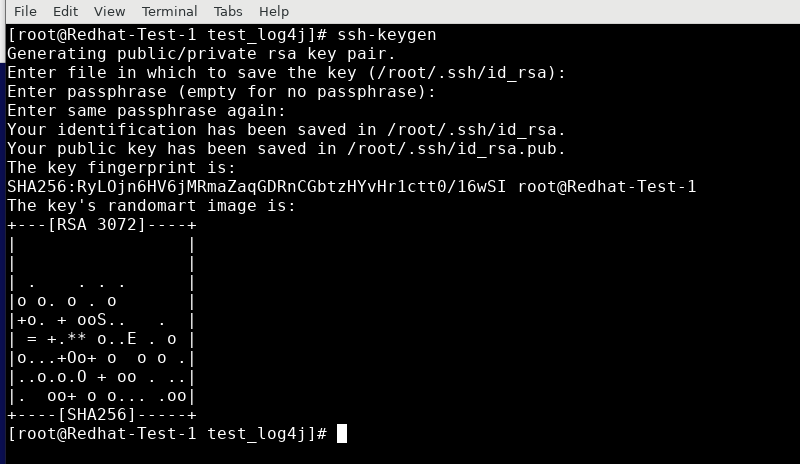 File Edit View Terminal Tabs Help
[root@Redhat-Test-1 test_log4j]# ssh-keygen
Generating public/private rsa key pair.
Enter file in which to save the key (/root/.ssh/id_rsa):
Enter passphrase (empty for no passphrase):
Enter same passphrase again:
Your identification has been saved in /root/.ssh/id_rsa.
Your public key has been saved in /root/.ssh/id_rsa.pub.
The key fingerprint is:
SHA256:RyLOjn6HV6jMRmaZaqGDRnCGbtzHYvHr1ctt0/16wSI root@Redhat-Test-1
The key's randomart image is:
+---[RSA 3072]----+
|                 |
|                 |
| .    . . .      |
|o o. o . o       |
|+o. + ooS..   .  |
| = +.** o..E . o |
|o...+Oo+ o  o o .|
|..o.o.O + oo . ..|
|.  oo+ o o... .oo|
+----[SHA256]-----+
[root@Redhat-Test-1 test_log4j]#